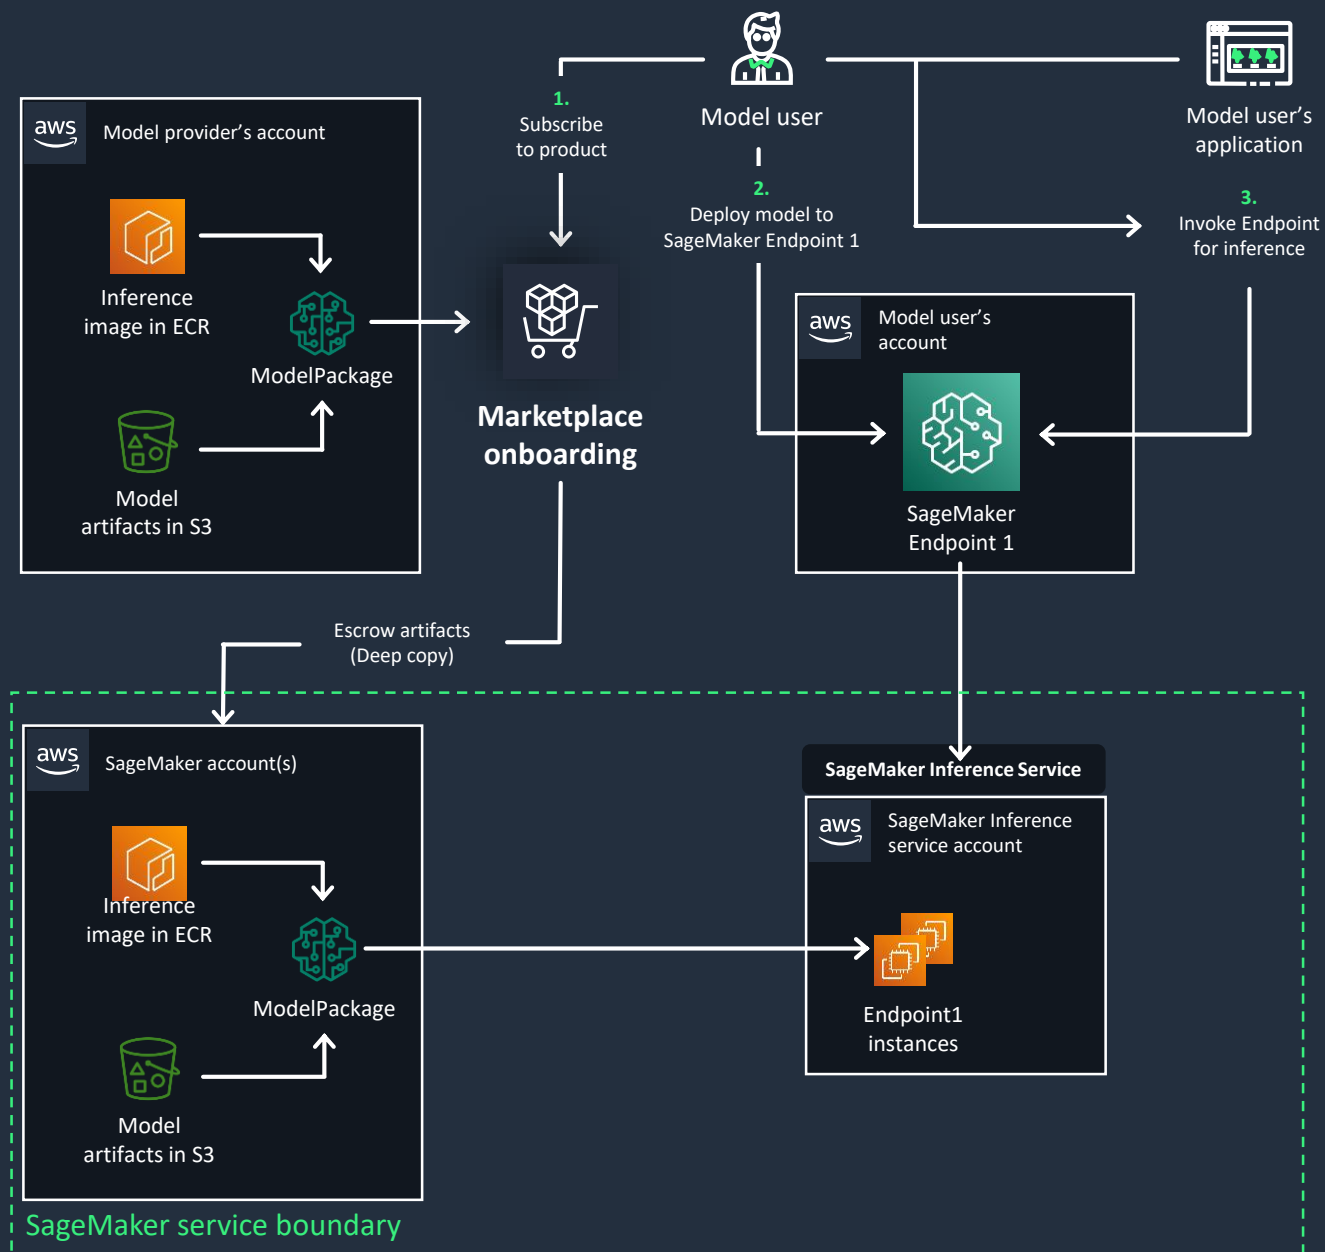 1.
Subscribe
to product
Model user
2.
Deploy model to
SageMaker Endpoint 1
Model user's
application
3.
Invoke Endpoint
for inference
aws
Model provider's account
Inference
image in ECR
ModelPackage
Model
artifacts in S3
Marketplace
onboarding
aws
Model user's
account
SageMaker
Endpoint 1
Escrow artifacts
(Deep copy)
aws
SageMaker account(s)
Inference
image in ECR
ModelPackage
Model
artifacts in S3
SageMaker Inference Service
aws
SageMaker Inference
service account
Endpoint1
instances
SageMaker service boundary